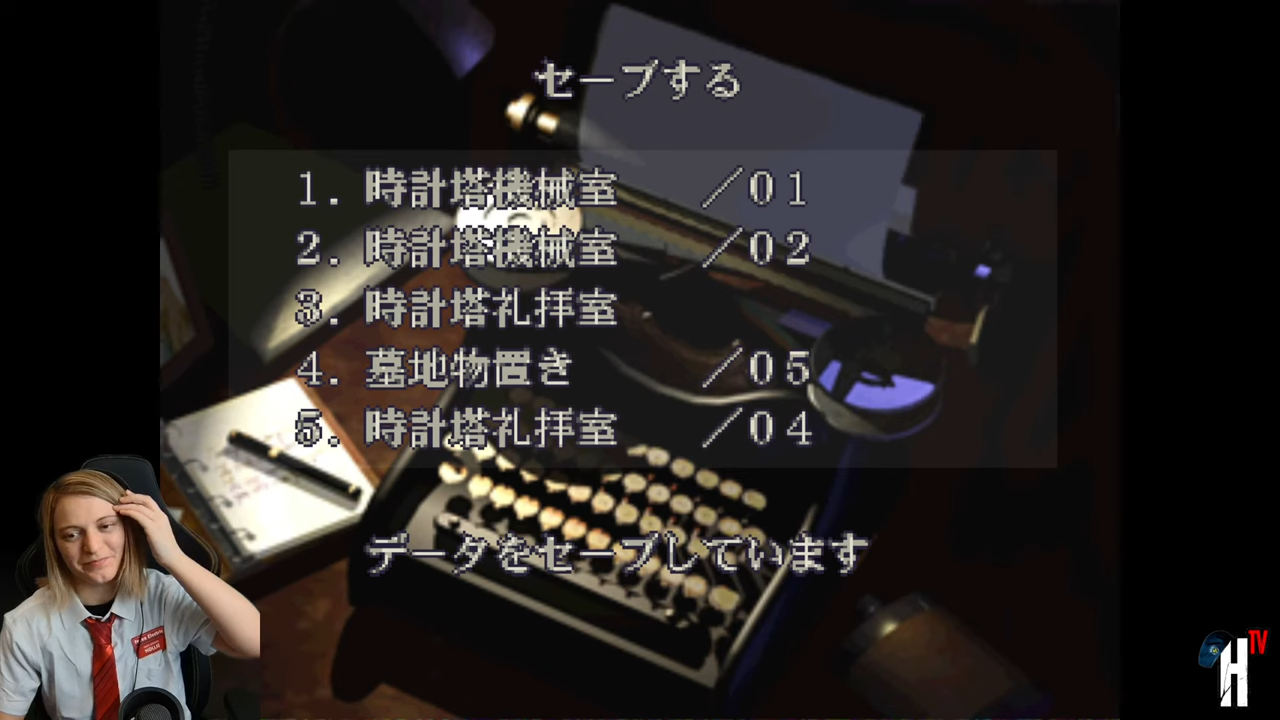 セーブする
1. 時計塔機械室 ／01
2. 時計塔機械室 ／02
3. 時計塔礼拝室
4. 墓地物置き ／05
5. 時計塔礼拝室 ／04
データをセーブしています
H TV